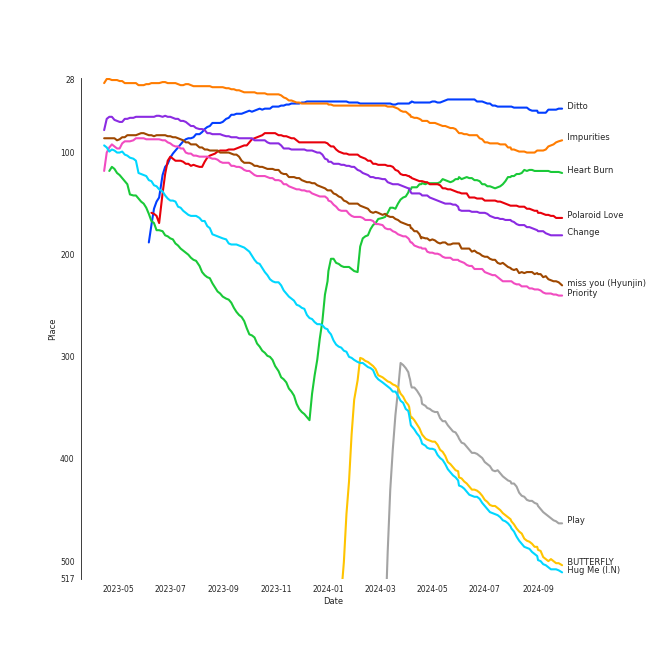 28
Ditto
Impurities
100
Heart Burn
Polaroid Love
Change
200
miss you (Hyunjin)
Priority
Place
300
400
Play
500
BUTTERFLY
Hug Me (I.N)
517
2023-05 2023-07 2023-09 2023-11 2024-01 2024-03 2024-05 2024-07 2024-09
Date